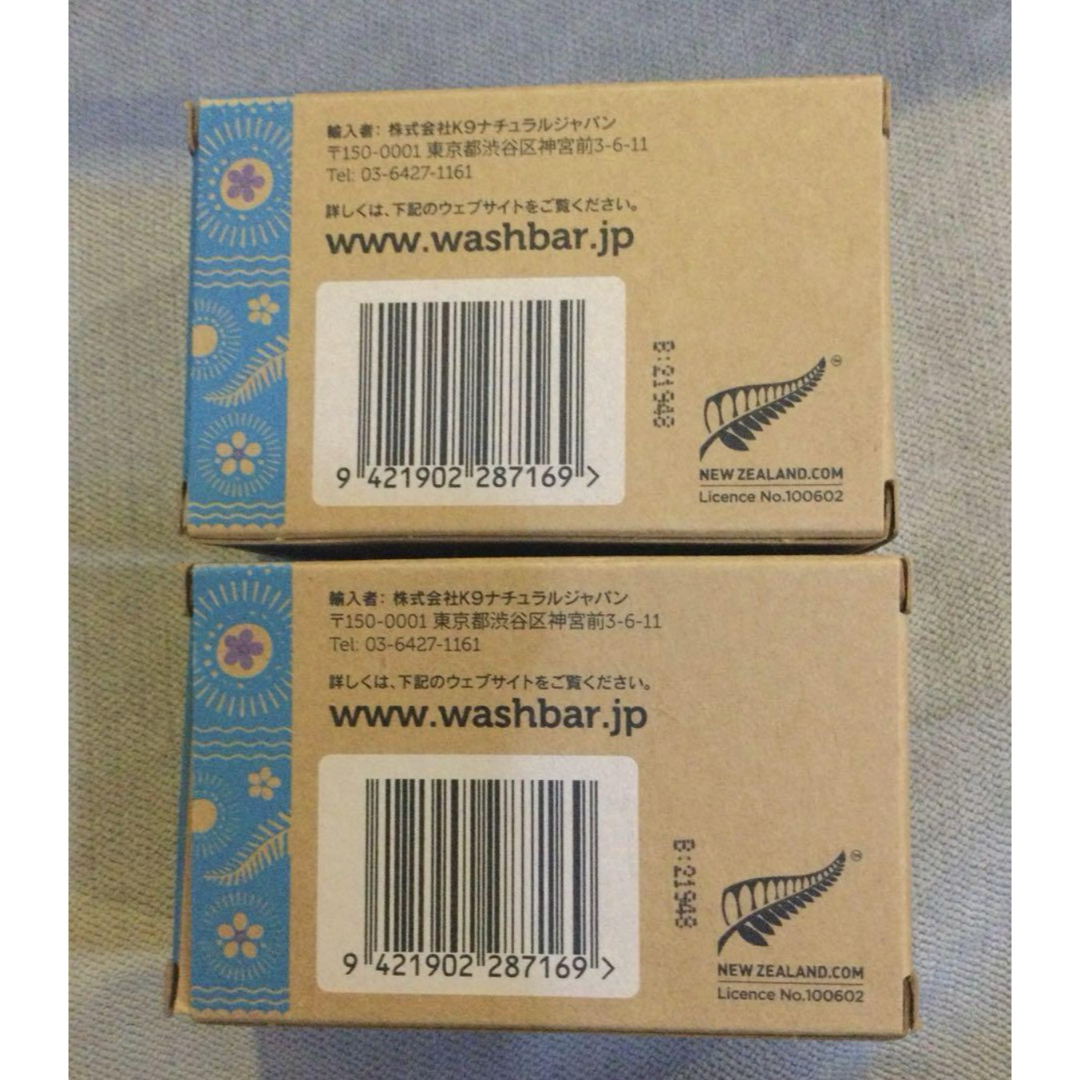 輸入者: 株式会社K9ナチュラルジャパン
〒150-0001 東京都渋谷区神宮前3-6-11
Tel: 03-6427-1161
詳しくは、下記のウェブサイトをご覧ください。
www.washbar.jp
9 421902 287169 >
B:21948
®
NEW ZEALAND.COM
Licence No.100602
輸入者: 株式会社K9ナチュラルジャパン
〒150-0001 東京都渋谷区神宮前3-6-11
Tel: 03-6427-1161
詳しくは、下記のウェブサイトをご覧ください。
www.washbar.jp
9 421902 287169 >
B:21948
®
NEW ZEALAND.COM
Licence No.100602